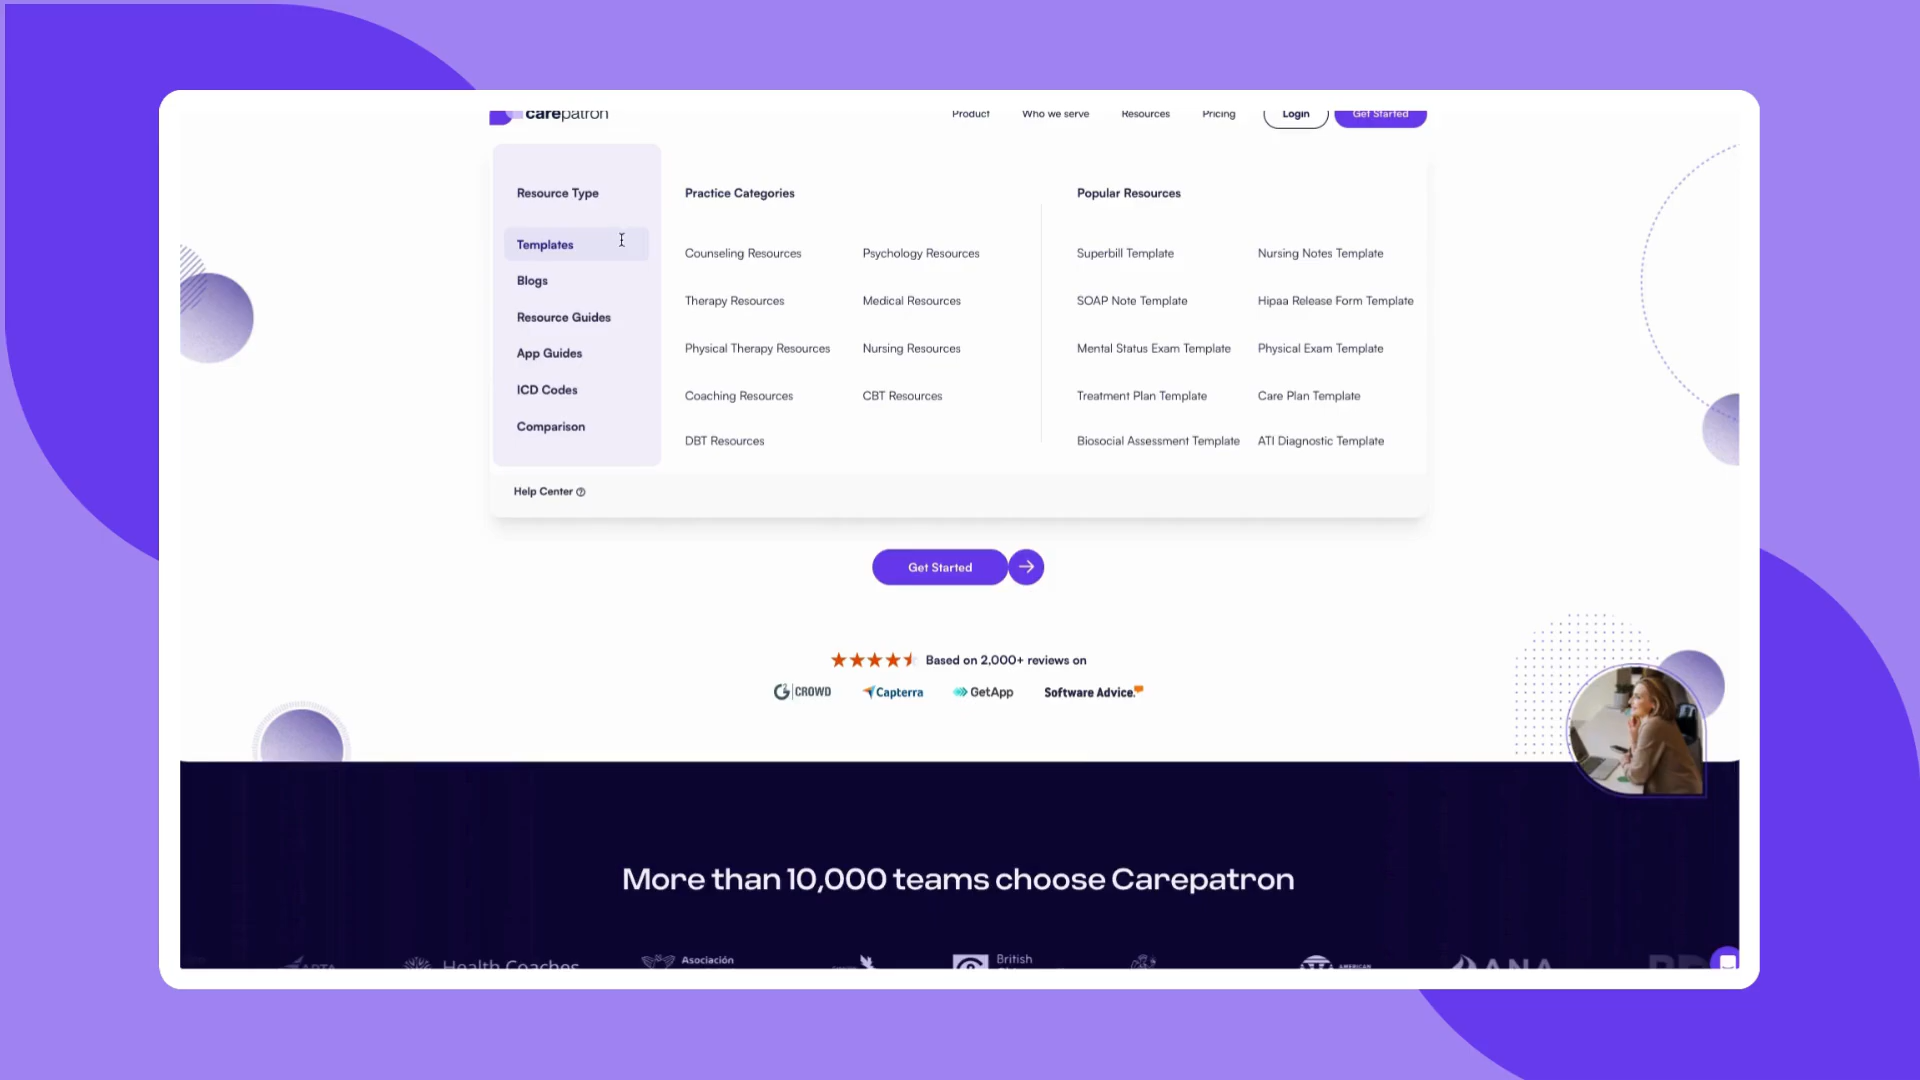 carepatron
Product Who we serve Resources Pricing Login Get Started
Resource Type
Templates
Blogs
Resource Guides
App Guides
ICD Codes
Comparison
Practice Categories
Counseling Resources Psychology Resources
Therapy Resources Medical Resources
Physical Therapy Resources Nursing Resources
Coaching Resources CBT Resources
DBT Resources
Popular Resources
Superbill Template Nursing Notes Template
SOAP Note Template Hipaa Release Form Template
Mental Status Exam Template Physical Exam Template
Treatment Plan Template Care Plan Template
Biosocial Assessment Template ATI Diagnostic Template
Help Center
Get Started
Based on 2,000+ reviews on
G2 CROWD Capterra GetApp Software Advice.
More than 10,000 teams choose Carepatron
Health Coaches Asociación British AMERICAN ANA